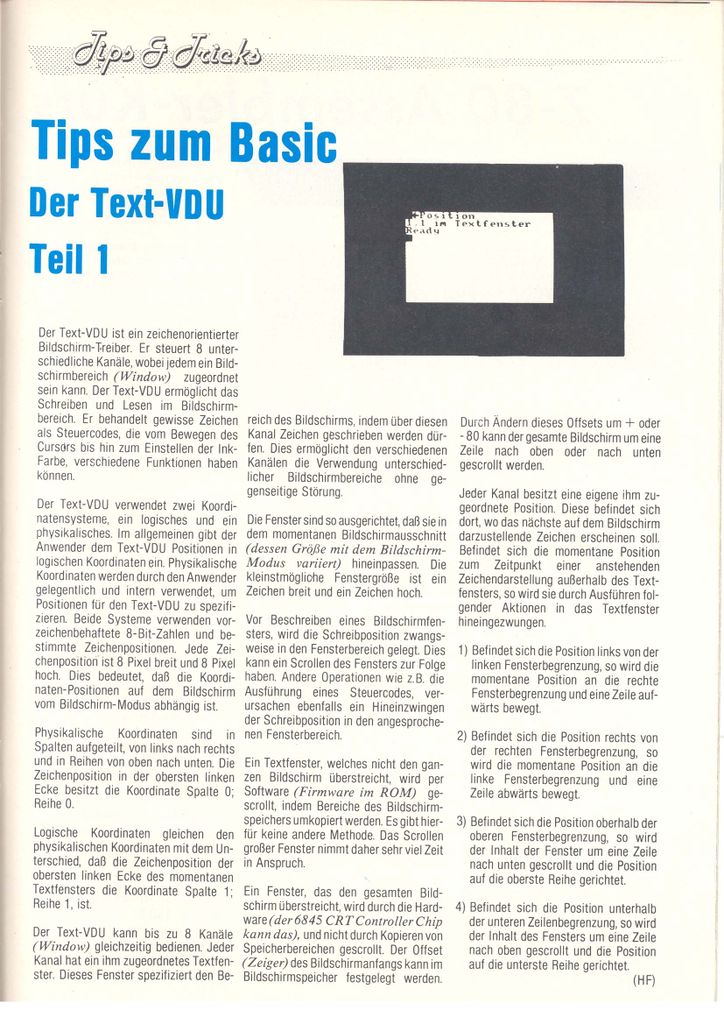 Tips & Tricks
Tips zum Basic
Der Text-VDU
Teil 1
←Position
1,1 im Textfenster
Ready
Der Text-VDU ist ein zeichenorientierter
Bildschirm-Treiber. Er steuert 8 unter-
schiedliche Kanäle, wobei jedem ein Bild-
schirmbereich (Window) zugeordnet
sein kann. Der Text-VDU ermöglicht das
Schreiben und Lesen im Bildschirm-
bereich. Er behandelt gewisse Zeichen
als Steuercodes, die vom Bewegen des
Cursors bis hin zum Einstellen der Ink-
Farbe, verschiedene Funktionen haben
können.
Der Text-VDU verwendet zwei Koordi-
natensysteme, ein logisches und ein
physikalisches. Im allgemeinen gibt der
Anwender dem Text-VDU Positionen in
logischen Koordinaten ein. Physikalische
Koordinaten werden durch den Anwender
gelegentlich und intern verwendet, um
Positionen für den Text-VDU zu spezifi-
zieren. Beide Systeme verwenden vor-
zeichenbehaftete 8-Bit-Zahlen und be-
stimmte Zeichenpositionen. Jede Zei-
chenposition ist 8 Pixel breit und 8 Pixel
hoch. Dies bedeutet, daß die Koordi-
naten-Positionen auf dem Bildschirm
vom Bildschirm-Modus abhängig ist.
Physikalische Koordinaten sind in
Spalten aufgeteilt, von links nach rechts
und in Reihen von oben nach unten. Die
Zeichenposition in der obersten linken
Ecke besitzt die Koordinate Spalte 0;
Reihe 0.
Logische Koordinaten gleichen den
physikalischen Koordinaten mit dem Un-
terschied, daß die Zeichenposition der
obersten linken Ecke des momentanen
Textfensters die Koordinate Spalte 1;
Reihe 1, ist.
Der Text-VDU kann bis zu 8 Kanäle
(Window) gleichzeitig bedienen. Jeder
Kanal hat ein ihm zugeordnetes Textfen-
ster. Dieses Fenster spezifiziert den Be-
reich des Bildschirms, indem über diesen
Kanal Zeichen geschrieben werden dür-
fen. Dies ermöglicht den verschiedenen
Kanälen die Verwendung unterschied-
licher Bildschirmbereiche ohne ge-
genseitige Störung.
Die Fenster sind so ausgerichtet, daß sie in
dem momentanen Bildschirmausschnitt
(dessen Größe mit dem Bildschirm-
Modus variiert) hineinpassen. Die
kleinstmögliche Fenstergröße ist ein
Zeichen breit und ein Zeichen hoch.
Vor Beschreiben eines Bildschirmfen-
sters, wird die Schreibposition zwangs-
weise in den Fensterbereich gelegt. Dies
kann ein Scrollen des Fensters zur Folge
haben. Andere Operationen wie z.B. die
Ausführung eines Steuercodes, ver-
ursachen ebenfalls ein Hineinzwingen
der Schreibposition in den angesproche-
nen Fensterbereich.
Ein Textfenster, welches nicht den gan-
zen Bildschirm überstreicht, wird per
Software (Firmware im ROM) ge-
scrollt, indem Bereiche des Bildschirm-
speichers umkopiert werden. Es gibt hier-
für keine andere Methode. Das Scrollen
großer Fenster nimmt daher sehr viel Zeit
in Anspruch.
Ein Fenster, das den gesamten Bild-
schirm überstreicht, wird durch die Hard-
ware (der 6845 CRT Controller Chip
kann das), und nicht durch Kopieren von
Speicherbereichen gescrollt. Der Offset
(Zeiger) des Bildschirmanfangs kann im
Bildschirmspeicher festgelegt werden.
Durch Ändern dieses Offsets um + oder
- 80 kann der gesamte Bildschirm um eine
Zeile nach oben oder nach unten
gescrollt werden.
Jeder Kanal besitzt eine eigene ihm zu-
geordnete Position. Diese befindet sich
dort, wo das nächste auf dem Bildschirm
darzustellende Zeichen erscheinen soll.
Befindet sich die momentane Position
zum Zeitpunkt einer anstehenden
Zeichendarstellung außerhalb des Text-
fensters, so wird sie durch Ausführen fol-
gender Aktionen in das Textfenster
hineingezwungen.
1) Befindet sich die Position links von der
linken Fensterbegrenzung, so wird die
momentane Position an die rechte
Fensterbegrenzung und eine Zeile auf-
wärts bewegt.
2) Befindet sich die Position rechts von
der rechten Fensterbegrenzung, so
wird die momentane Position an die
linke Fensterbegrenzung und eine
Zeile abwärts bewegt.
3) Befindet sich die Position oberhalb der
oberen Fensterbegrenzung, so wird
der Inhalt der Fenster um eine Zeile
nach unten gescrollt und die Position
auf die oberste Reihe gerichtet.
4) Befindet sich die Position unterhalb
der unteren Zeilenbegrenzung, so wird
der Inhalt des Fensters um eine Zeile
nach oben gescrollt und die Position
auf die unterste Reihe gerichtet.
(HF)